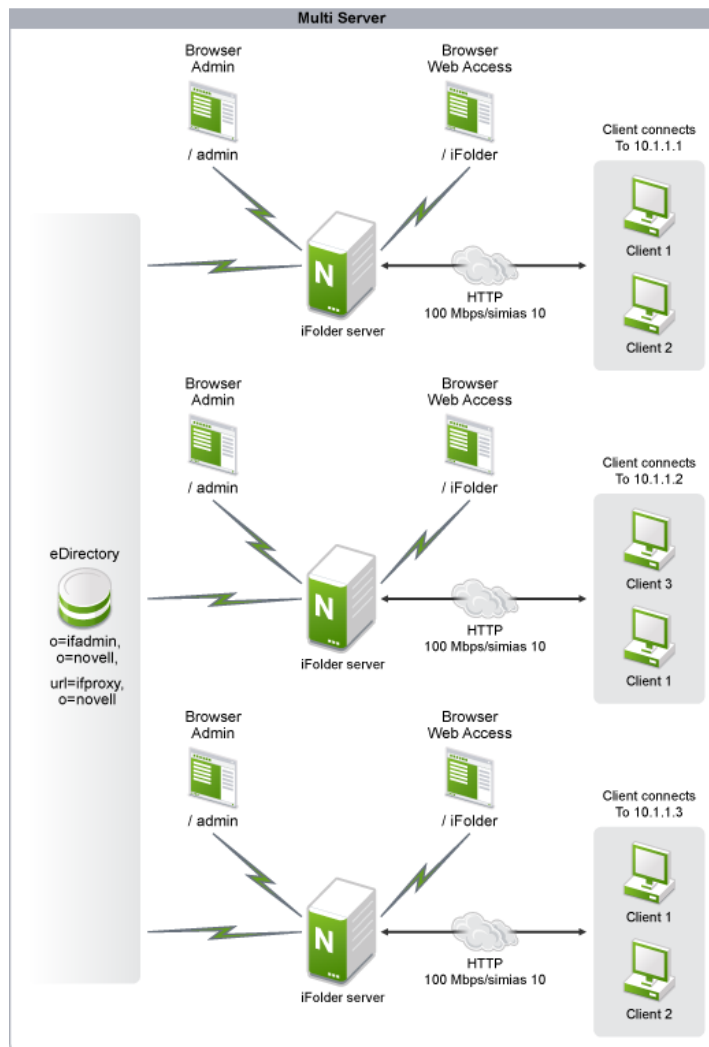 Multi Server
Browser
Admin
Browser
Web Access
/ admin
/ iFolder
Client connects
To 10.1.1.1
Client 1
N
iFolder server
HTTP
100 Mbps/simias 10
Client 2
Browser
Admin
Browser
Web Access
/ admin
/ iFolder
Client connects
To 10.1.1.2
Client 3
N
iFolder server
HTTP
100 Mbps/simias 10
Client 1
eDirectory
o=ifadmin,
o=novell,
url=ifproxy,
o=novell
Browser
Admin
Browser
Web Access
/ admin
/ iFolder
Client connects
To 10.1.1.3
Client 1
N
iFolder server
HTTP
100 Mbps/simias 10
Client 2